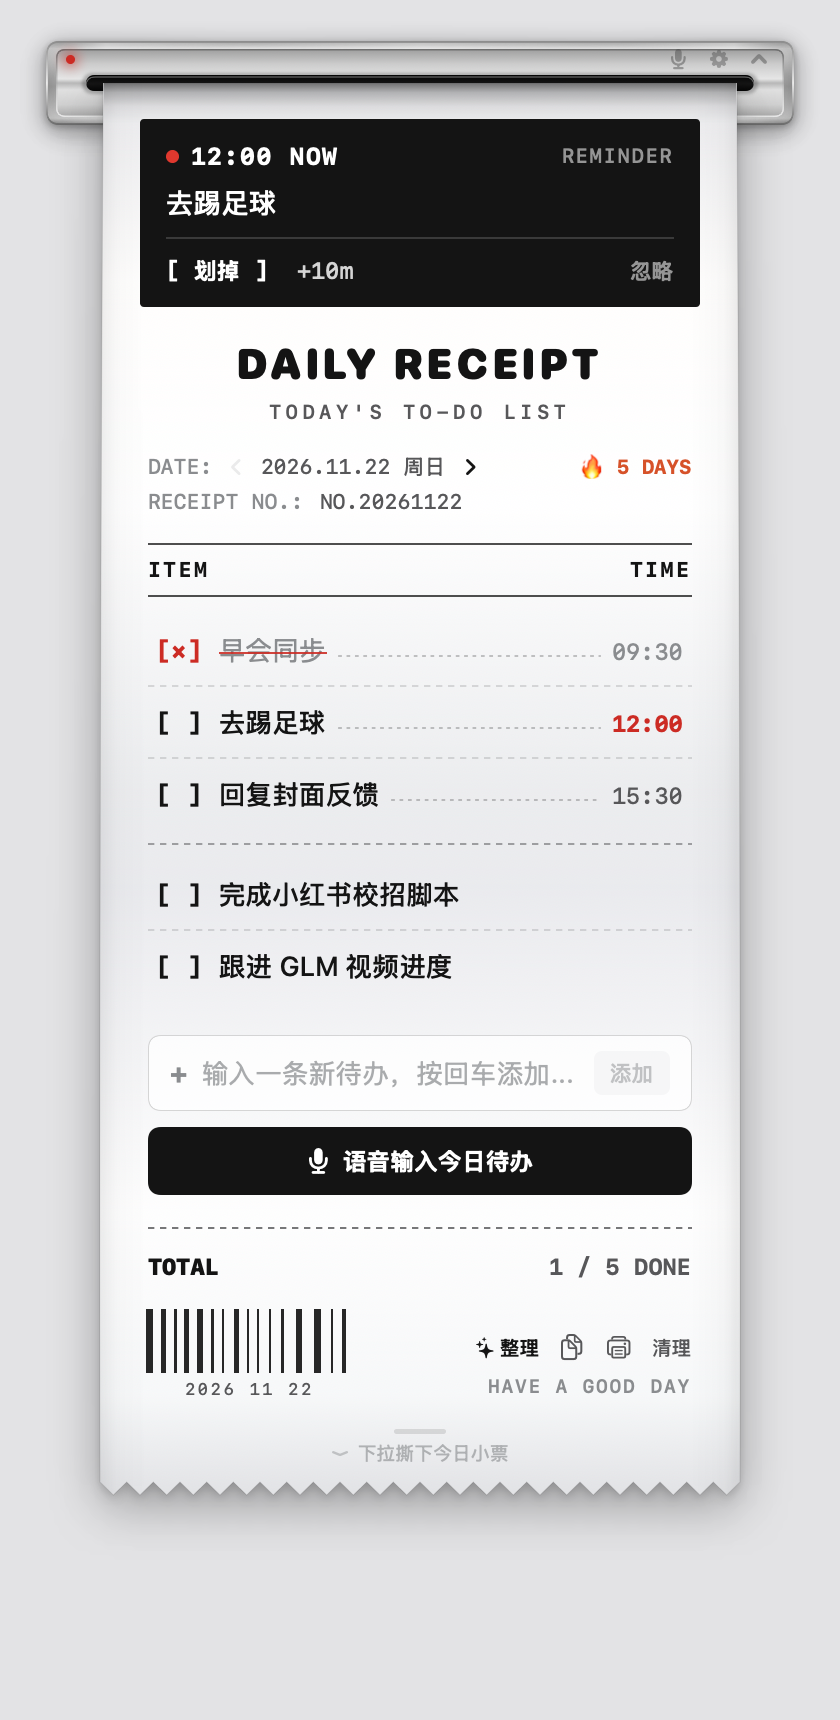 12:00 NOW REMINDER
去踢足球
[ 划掉 ] +10m 忽略
DAILY RECEIPT
TODAY'S TO-DO LIST
DATE: < 2026.11.22 周日 > 🔥 5 DAYS
RECEIPT NO.: NO.20261122
ITEM TIME
[×] 早会同步 09:30
[ ] 去踢足球 12:00
[ ] 回复封面反馈 15:30
[ ] 完成小红书校招脚本
[ ] 跟进 GLM 视频进度
+ 输入一条新待办，按回车添加... 添加
语音输入今日待办
TOTAL 1 / 5 DONE
整理 清理
2026 11 22 HAVE A GOOD DAY
下拉撕下今日小票